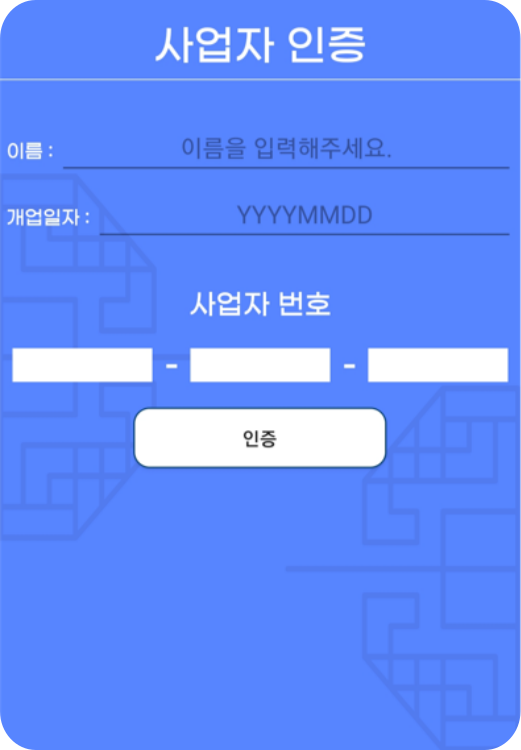 사업자 인증
이름 : 이름을 입력해주세요.
개업일자 : YYYYMMDD
사업자 번호
- -
인증